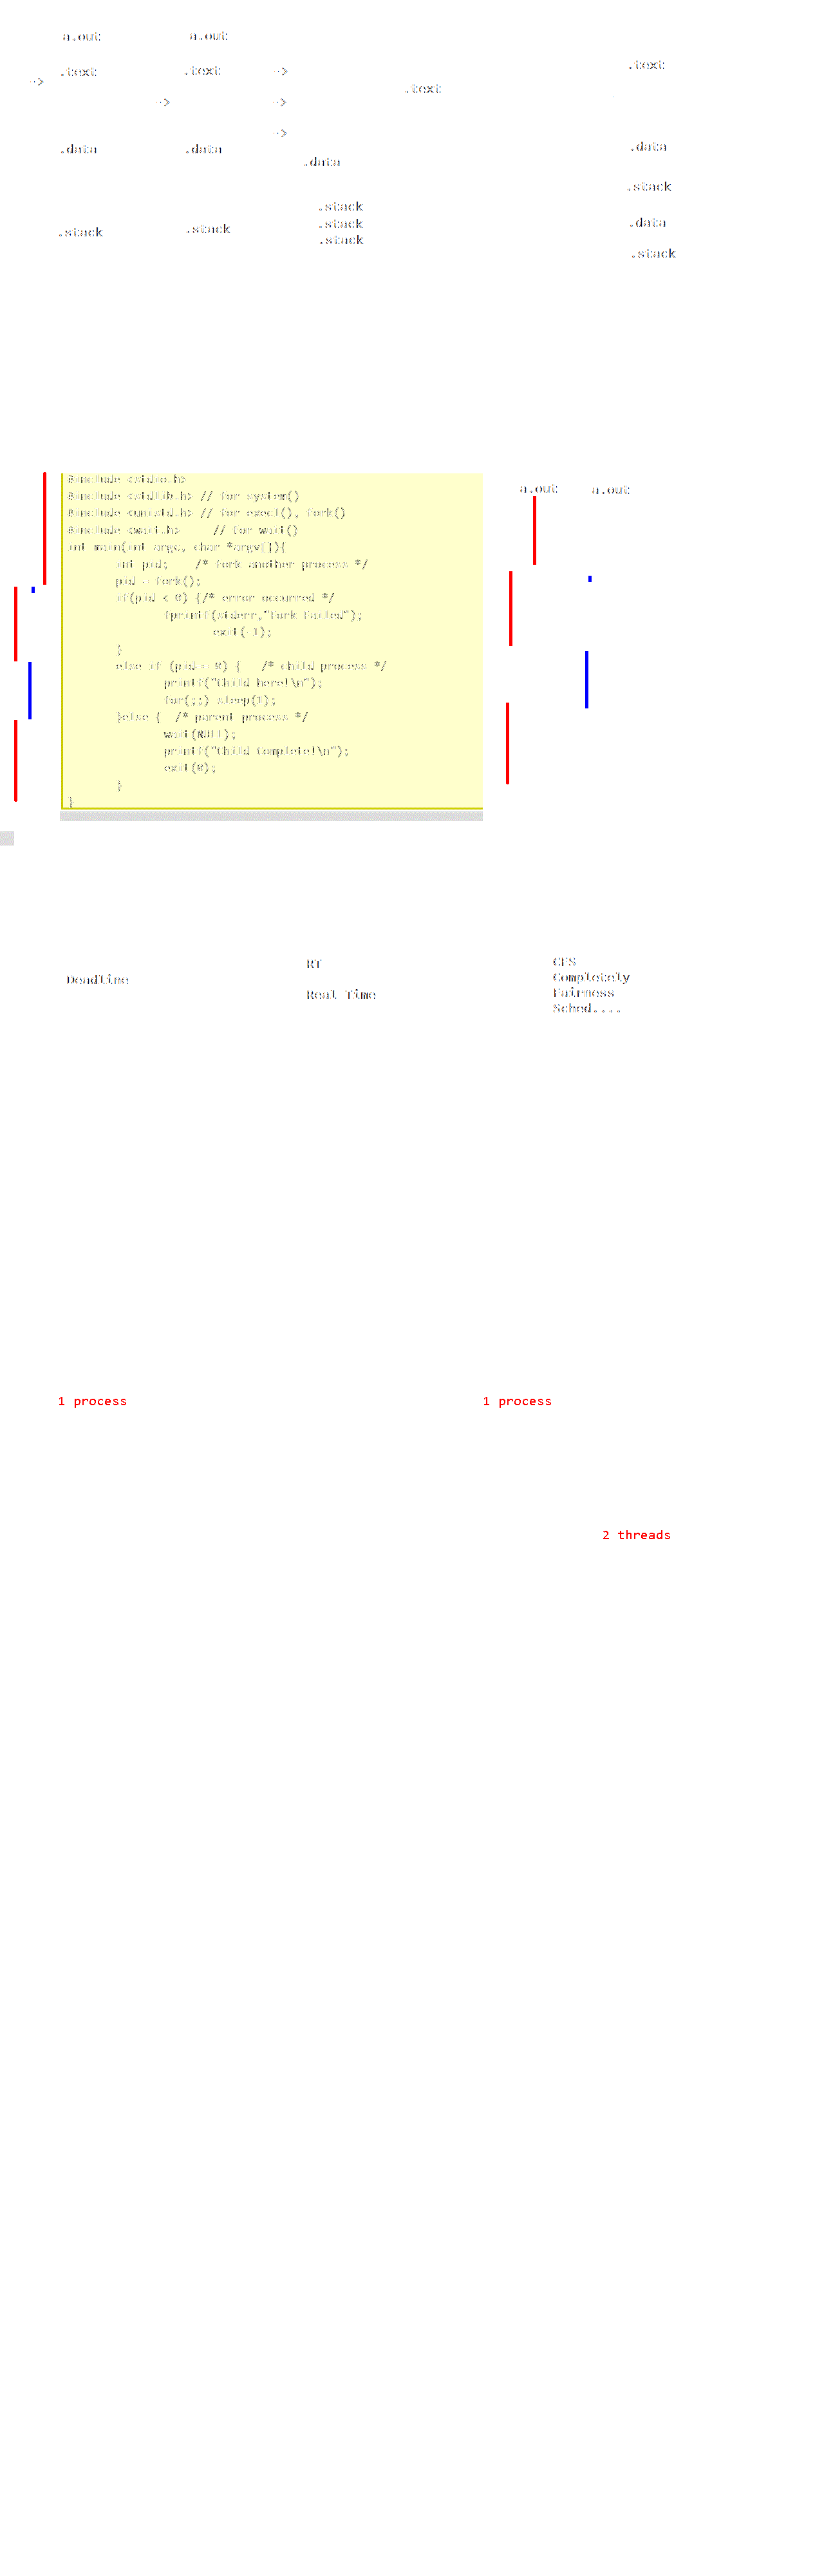 a.out a.out
.text .text -> .text
-> .text
-> ->
->
.data .data .data
.data
.stack
.stack
.stack .data
.stack .stack
.stack .stack
#include <stdio.h>
#include <stdlib.h> // for system()
#include <unistd.h> // for execl(), fork()
#include <wait.h> // for wait()
int main(int argc, char *argv[]){
int pid; /* fork another process */
pid = fork();
if(pid < 0) {/* error occurred */
fprintf(stderr,"Fork Failed");
exit(-1);
}
else if (pid = 0) { /* child process */
printf("Child here!\n");
for(;;) sleep(1);
}else { /* parent process */
wait(NULL);
printf("Child Complete!\n");
exit(0);
}
}
a.out a.out
Deadline
RT
Real Time
CFS
Completely
Fairness
Sched....
1 process 1 process
2 threads